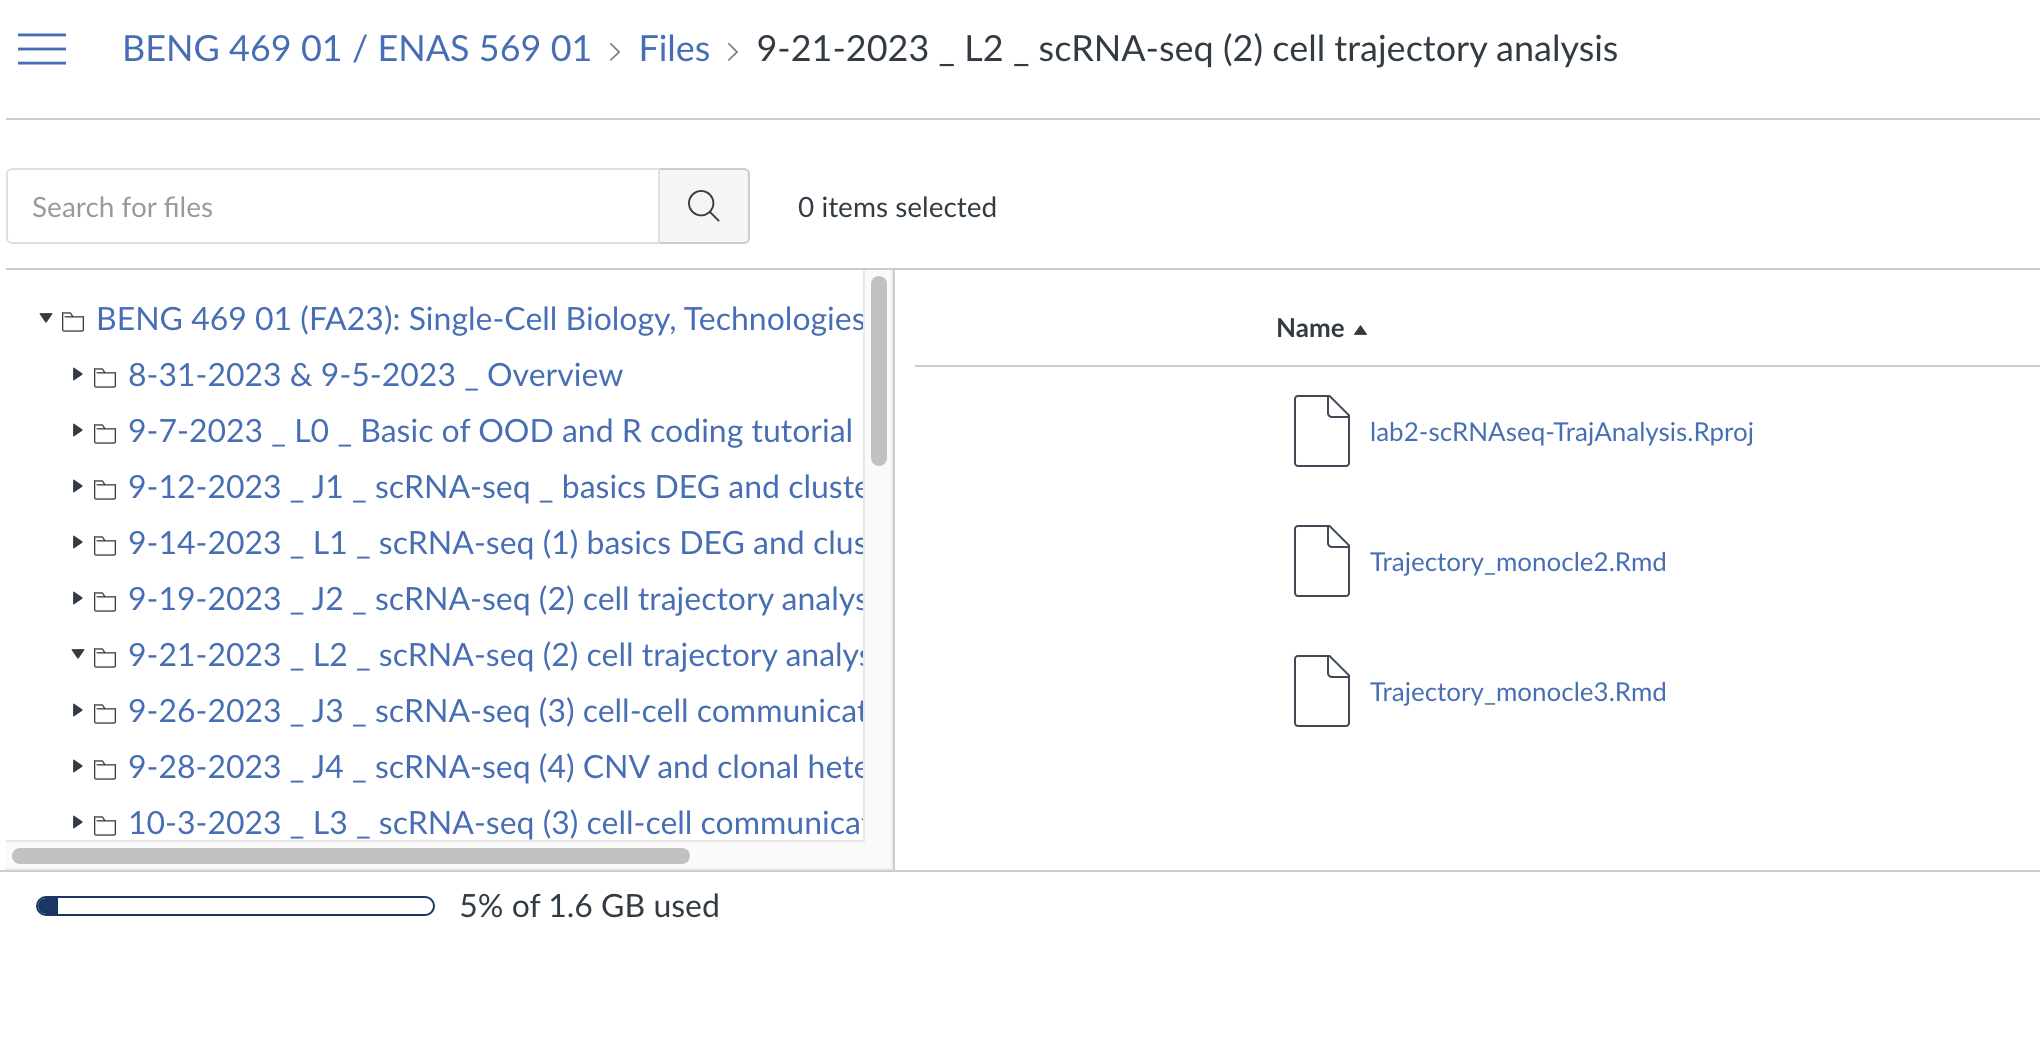 BENG 469 01 / ENAS 569 01 > Files > 9-21-2023 _ L2 _ scRNA-seq (2) cell trajectory analysis
Search for files
0 items selected
BENG 469 01 (FA23): Single-Cell Biology, Technologies
8-31-2023 & 9-5-2023 _ Overview
9-7-2023 _ L0 _ Basic of OOD and R coding tutorial
9-12-2023 _ J1 _ scRNA-seq _ basics DEG and cluste
9-14-2023 _ L1 _ scRNA-seq (1) basics DEG and clus
9-19-2023 _ J2 _ scRNA-seq (2) cell trajectory analys
9-21-2023 _ L2 _ scRNA-seq (2) cell trajectory analys
9-26-2023 _ J3 _ scRNA-seq (3) cell-cell communicat
9-28-2023 _ J4 _ scRNA-seq (4) CNV and clonal hete
10-3-2023 _ L3 _ scRNA-seq (3) cell-cell communica
Name
lab2-scRNAseq-TrajAnalysis.Rproj
Trajectory_monocle2.Rmd
Trajectory_monocle3.Rmd
5% of 1.6 GB used